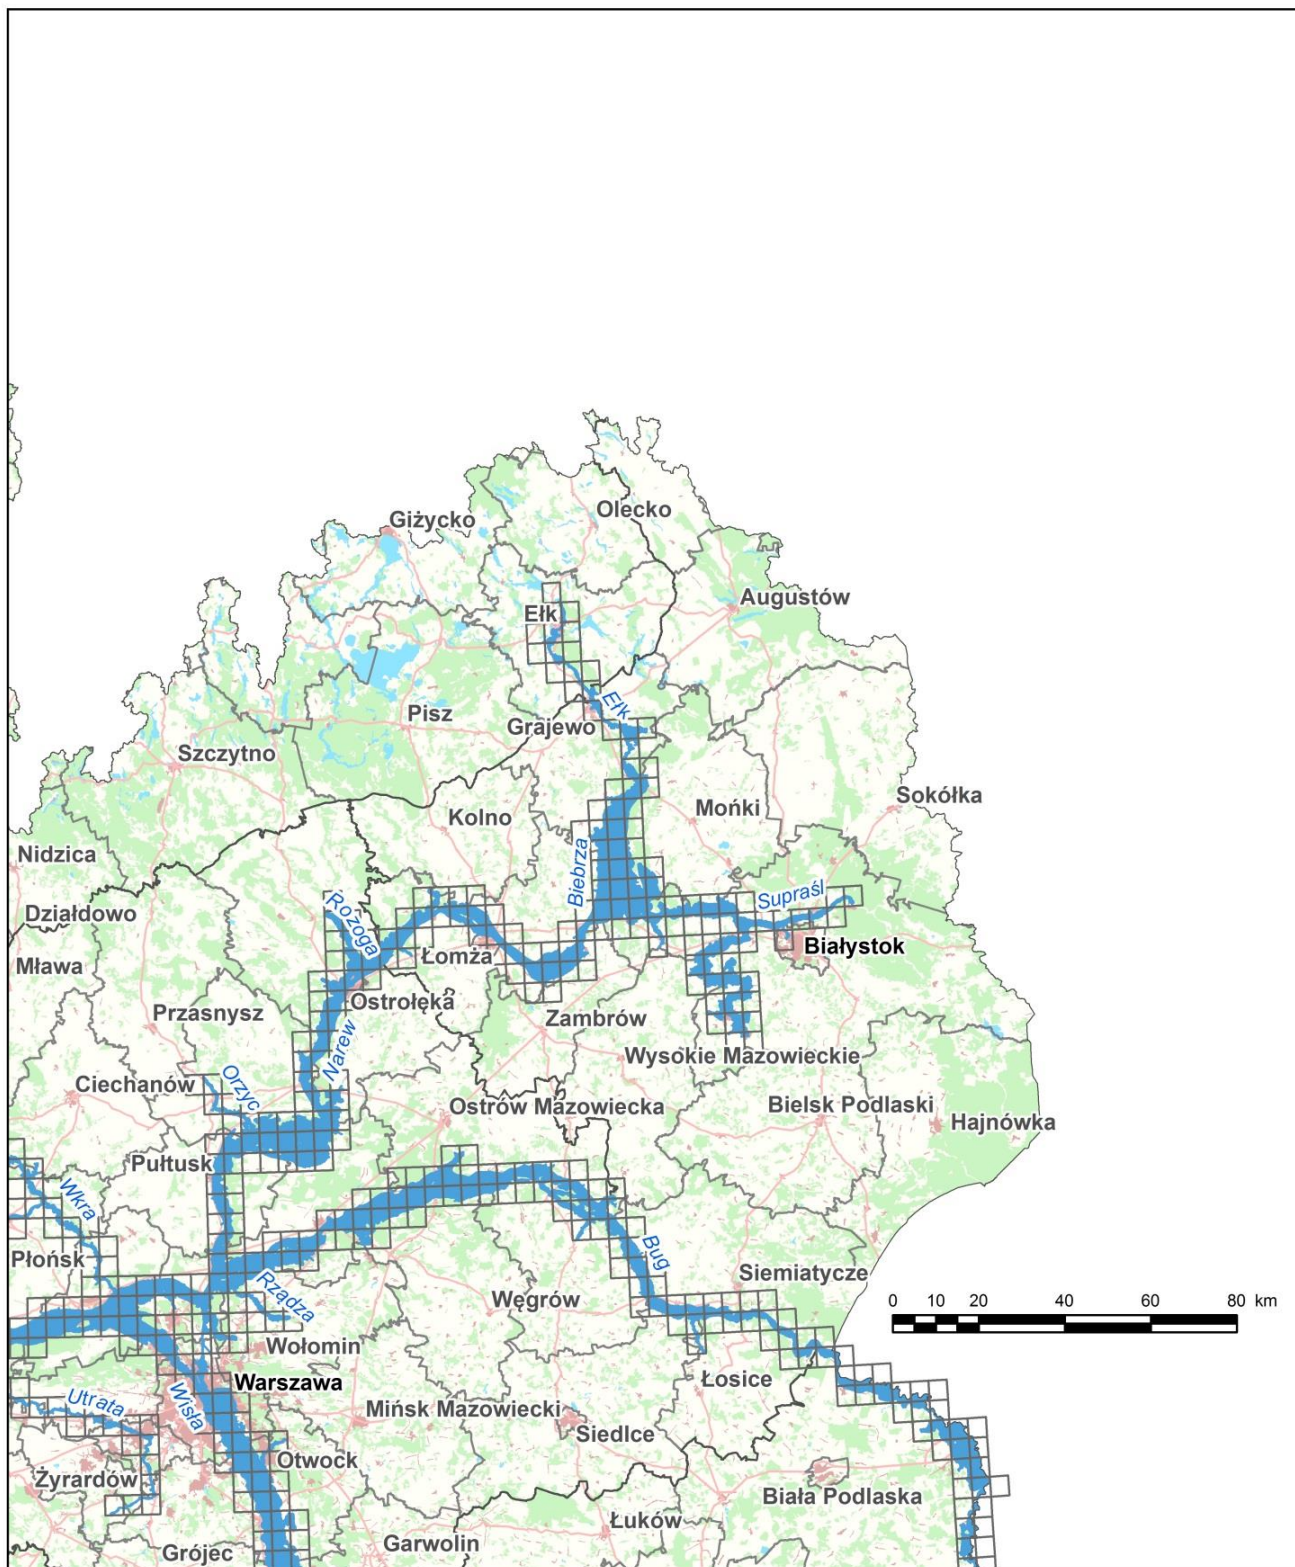 Olecko
Giżycko
Augustów
Ełk
Ełk
Pisz
Grajewo
Szczytno
Sokółka
Mońki
Kolno
Nidzica
Biebrza
Supraśl
Rozoga
Działdowo
Białystok
Łomża
Mława
Ostrołęka
Przasnysz
Zambrów
Narew
Wysokie Mazowieckie
Ciechanów
Orzyc
Ostrów Mazowiecka
Bielsk Podlaski
Hajnówka
Pułtusk
Wkra
Bug
Płońsk
Siemiatycze
Rządza
Węgrów
0 10 20 40 60 80 km
Wołomin
Łosice
Warszawa
Utrata
Wisła
Mińsk Mazowiecki
Siedlce
Otwock
Żyrardów
Biała Podlaska
Łuków
Garwolin
Grójec